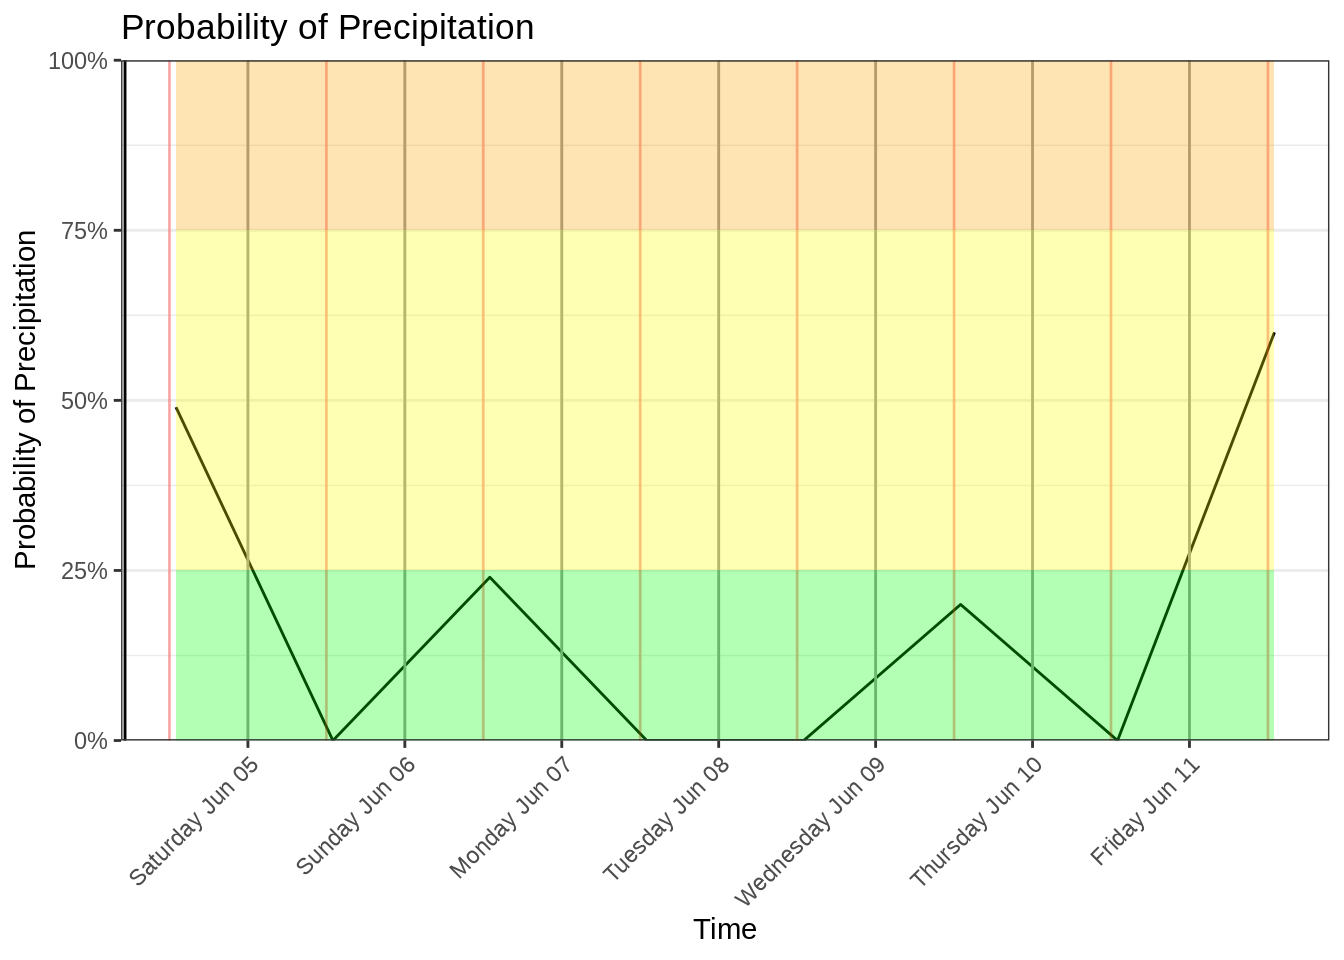 Probability of Precipitation
Probability of Precipitation
100%
75%
50%
25%
0%
Saturday Jun 05
Sunday Jun 06
Monday Jun 07
Tuesday Jun 08
Wednesday Jun 09
Thursday Jun 10
Friday Jun 11
Time